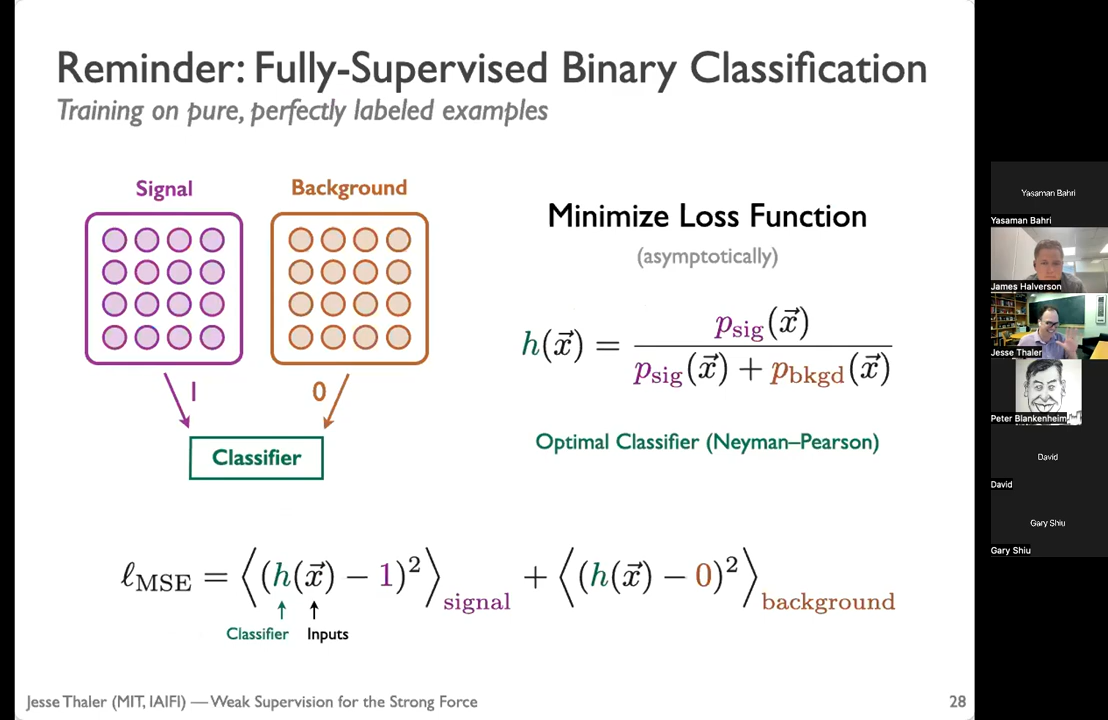 Reminder: Fully-Supervised Binary Classification
Training on pure, perfectly labeled examples
Signal
Background
1
0
Classifier
Minimize Loss Function
(asymptotically)
h(x⃗) = p_sig(x⃗) / (p_sig(x⃗) + p_bkgd(x⃗))
Optimal Classifier (Neyman–Pearson)
ℓ_MSE = ⟨(h(x⃗) − 1)²⟩_signal + ⟨(h(x⃗) − 0)²⟩_background
Classifier
Inputs
Jesse Thaler (MIT, IAIFI) — Weak Supervision for the Strong Force
28
Yasaman Bahri
Yasaman Bahri
James Halverson
Jesse Thaler
Peter Blankenheim
David
David
Gary Shiu
Gary Shiu